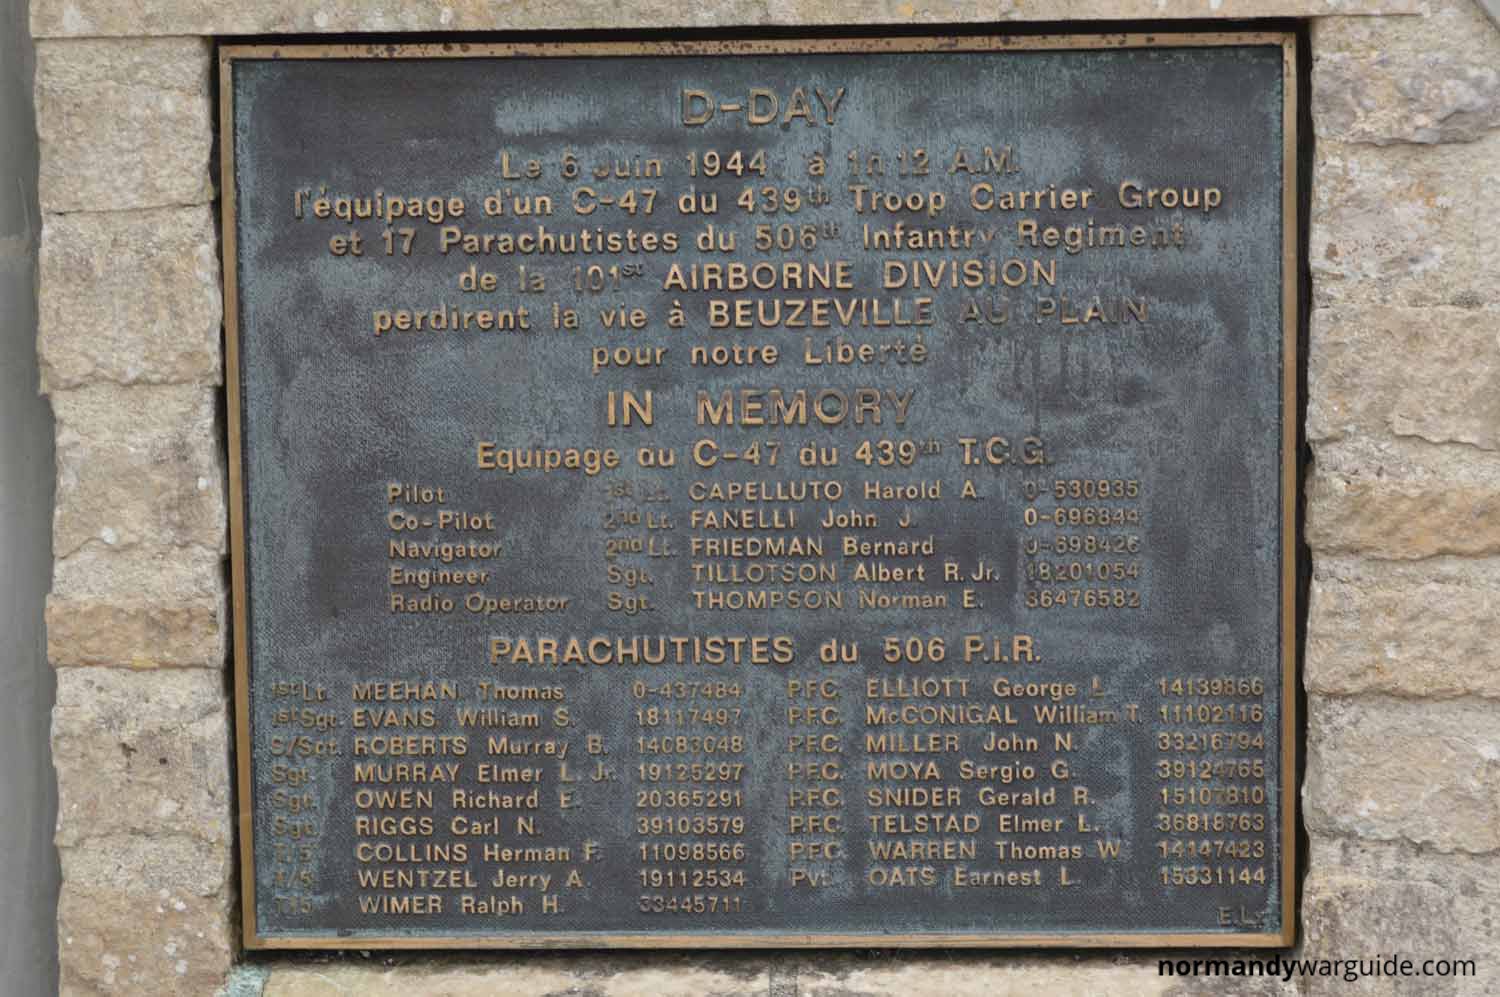 D-DAY
Le 6 Juin 1944 à 1h 12 A.M.
l'équipage d'un C-47 du 439th Troop Carrier Group
et 17 Parachutistes du 506th Infantry Regiment
de la 101st AIRBORNE DIVISION
perdirent la vie à BEUZEVILLE AU PLAIN
pour notre Liberté
IN MEMORY
Equipage du C-47 du 439th T.C.G.
Pilot 1st Lt. CAPELLUTO Harold A. 0-530935
Co-Pilot 2nd Lt. FANELLI John J. 0-696844
Navigator 2nd Lt. FRIEDMAN Bernard 0-698426
Engineer Sgt. TILLOTSON Albert R. Jr. 18201054
Radio Operator Sgt. THOMPSON Norman E. 36476582
PARACHUTISTES du 506 P.I.R.
1st Lt. MEEHAN Thomas 0-437484 P.F.C. ELLIOTT George L. 14139866
1st Sgt. EVANS William S. 18117497 P.F.C. McCONIGAL William T. 11102116
S/Sgt. ROBERTS Murray B. 14083048 P.F.C. MILLER John N. 33216794
Sgt. MURRAY Elmer L. Jr. 19125297 P.F.C. MOYA Sergio G. 39124765
Sgt. OWEN Richard E. 20365291 P.F.C. SNIDER Gerald R. 15107810
Sgt. RIGGS Carl N. 39103579 P.F.C. TELSTAD Elmer L. 36818763
T/5 COLLINS Herman F. 11098566 P.F.C. WARREN Thomas W. 14147423
T/5 WENTZEL Jerry A. 19112534 Pvt. OATS Earnest L. 15331144
T/5 WIMER Ralph H. 33445711
normandywarguide.com